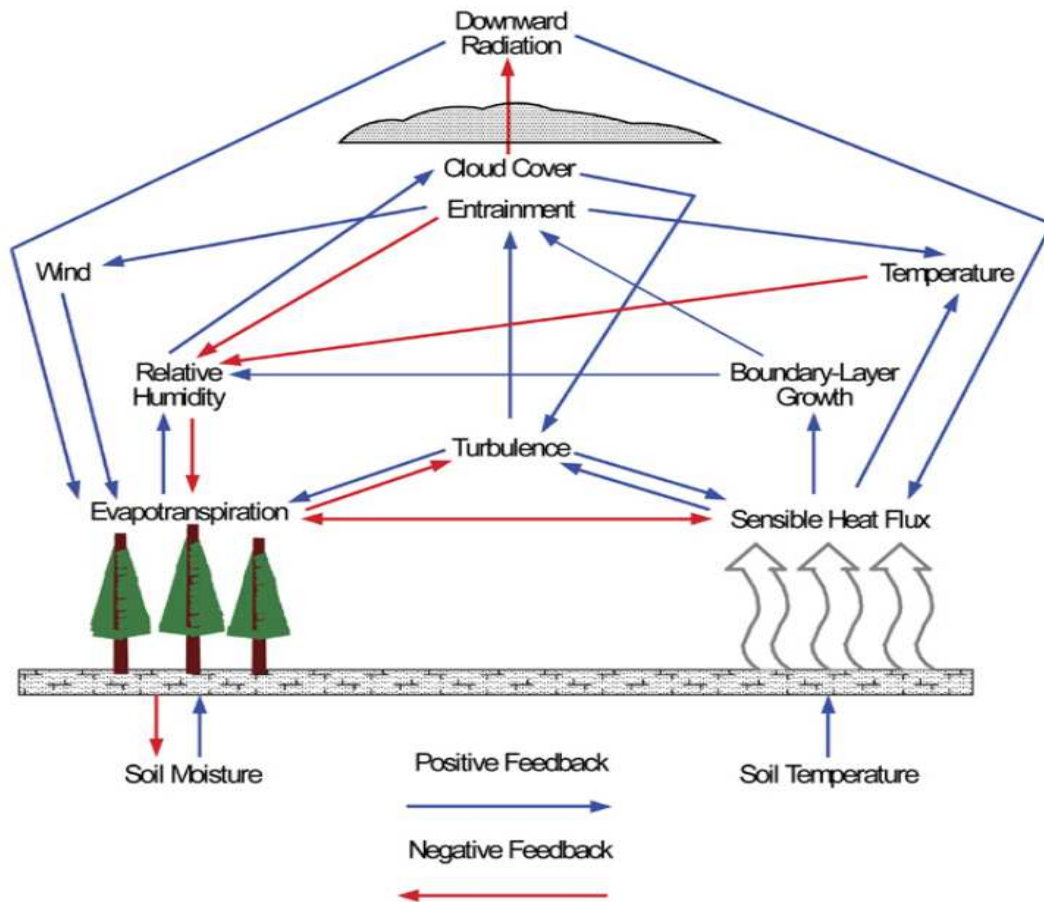 Downward
Radiation
Cloud Cover
Entrainment
Wind
Temperature
Relative
Humidity
Boundary-Layer
Growth
Turbulence
Evapotranspiration
Sensible Heat Flux
Soil Moisture
Positive Feedback
Soil Temperature
Negative Feedback